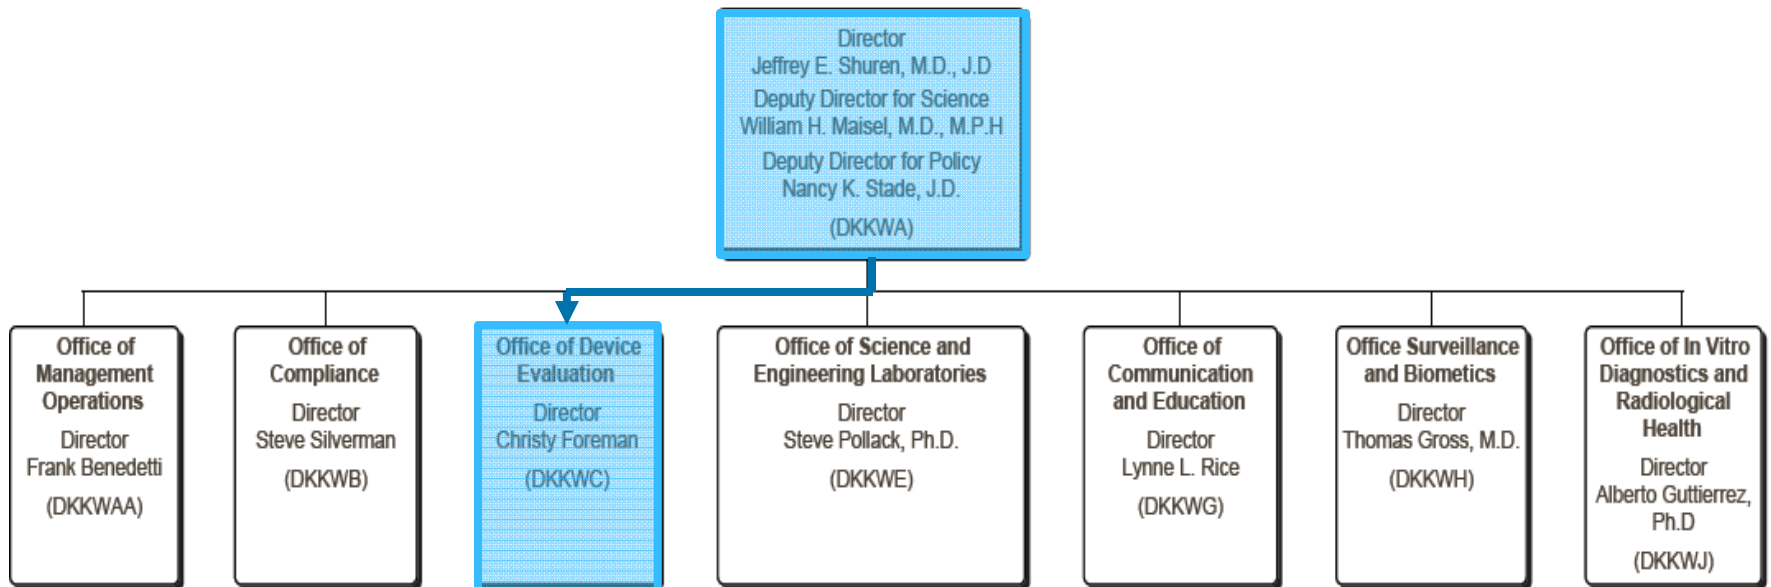 Director
Jeffrey E. Shuren, M.D., J.D
Deputy Director for Science
William H. Maisel, M.D., M.P.H
Deputy Director for Policy
Nancy K. Stade, J.D.
(DKKWA)
Office of
Management
Operations
Director
Frank Benedetti
(DKKWAA)
Office of
Compliance
Director
Steve Silverman
(DKKWB)
Office of Device
Evaluation
Director
Christy Foreman
(DKKWC)
Office of Science and
Engineering Laboratories
Director
Steve Pollack, Ph.D.
(DKKWE)
Office of
Communication
and Education
Director
Lynne L. Rice
(DKKWG)
Office Surveillance
and Biometics
Director
Thomas Gross, M.D.
(DKKWH)
Office of In Vitro
Diagnostics and
Radiological
Health
Director
Alberto Guttierrez,
Ph.D
(DKKWJ)